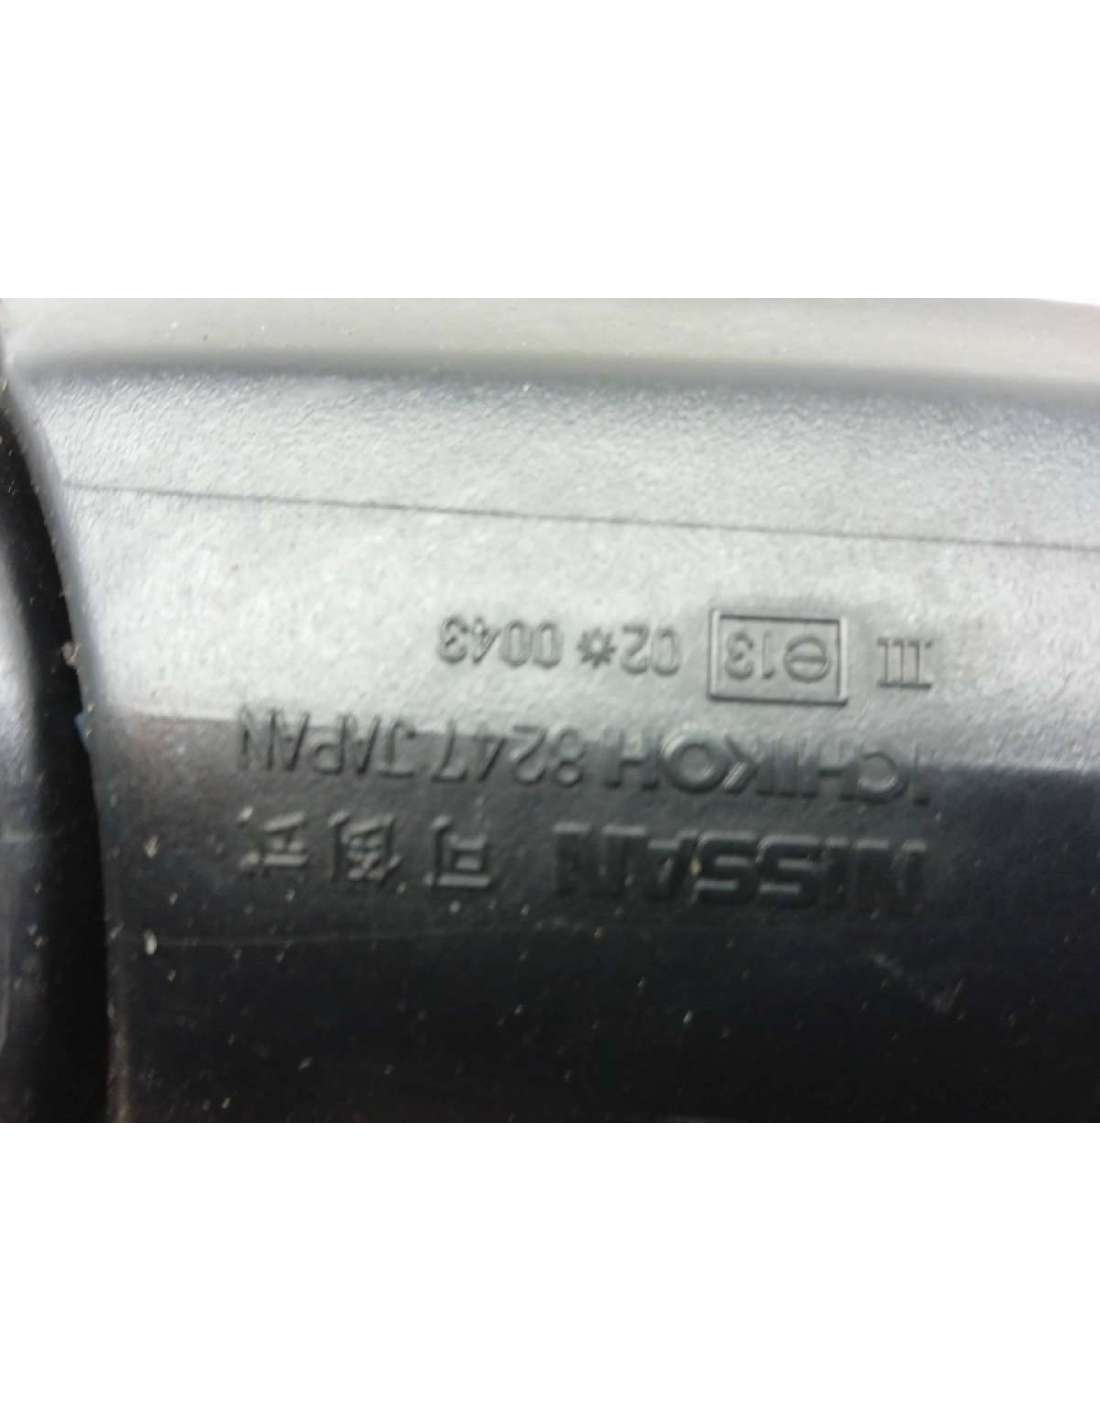 NISSAN 可倒式
ICHIKOH 8247 JAPAN
III e13 02*0043